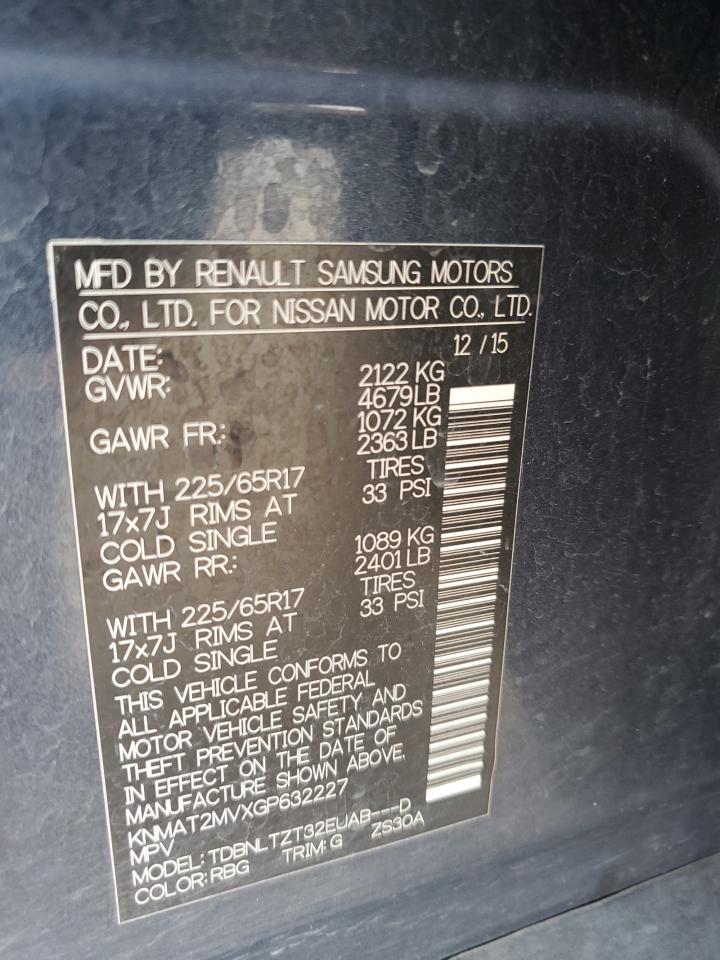 MFD BY RENAULT SAMSUNG MOTORS
CO., LTD. FOR NISSAN MOTOR CO., LTD.
DATE: 12 / 15
GVWR: 2122 KG
4679LB
GAWR FR.: 1072 KG
2363 LB
WITH 225/65R17 TIRES
17x7J RIMS AT 33 PSI
COLD SINGLE
GAWR RR.: 1089 KG
2401 LB
WITH 225/65R17 TIRES
17x7J RIMS AT 33 PSI
COLD SINGLE
THIS VEHICLE CONFORMS TO
ALL APPLICABLE FEDERAL
MOTOR VEHICLE SAFETY AND
THEFT PREVENTION STANDARDS
IN EFFECT ON THE DATE OF
MANUFACTURE SHOWN ABOVE.
KNMAT2MVXGP632227
MPV
MODEL: TDBNLTZT32EUAB---D
COLOR: RBG TRIM: G ZS30A